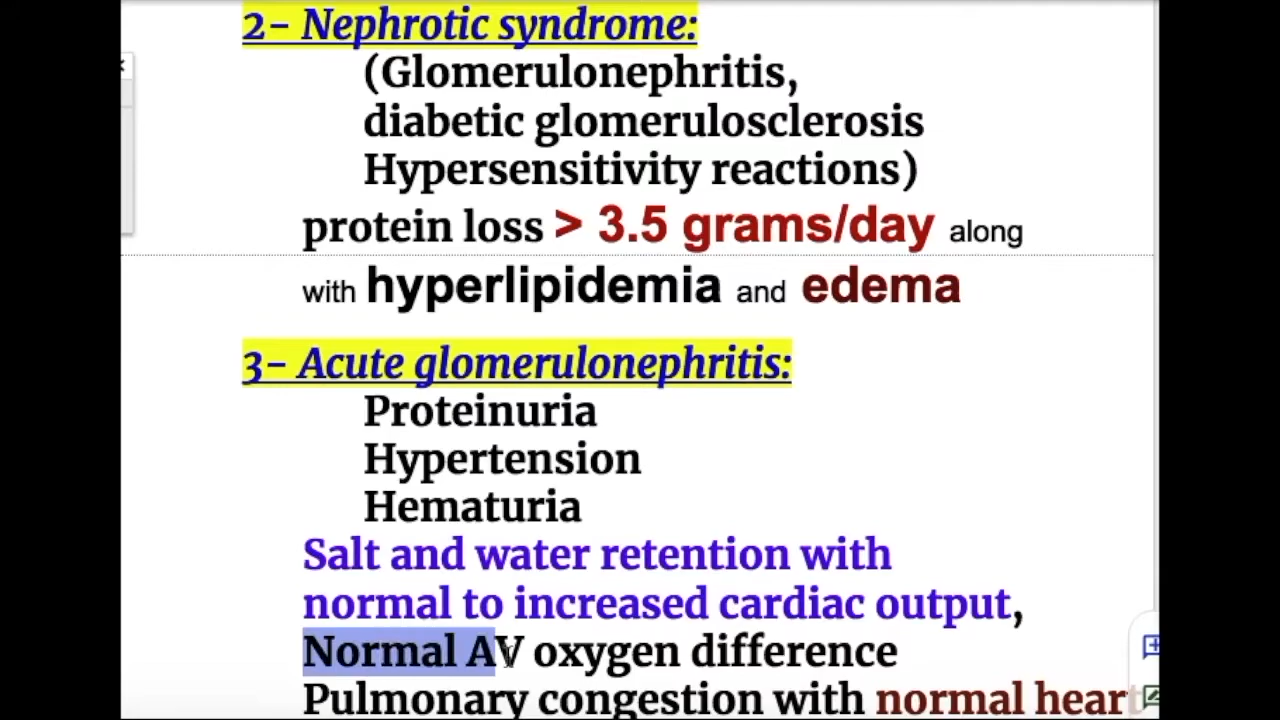 2- Nephrotic syndrome:
(Glomerulonephritis,
diabetic glomerulosclerosis
Hypersensitivity reactions)
protein loss > 3.5 grams/day along
with hyperlipidemia and edema
3- Acute glomerulonephritis:
Proteinuria
Hypertension
Hematuria
Salt and water retention with
normal to increased cardiac output,
Normal AV oxygen difference
Pulmonary congestion with normal heart